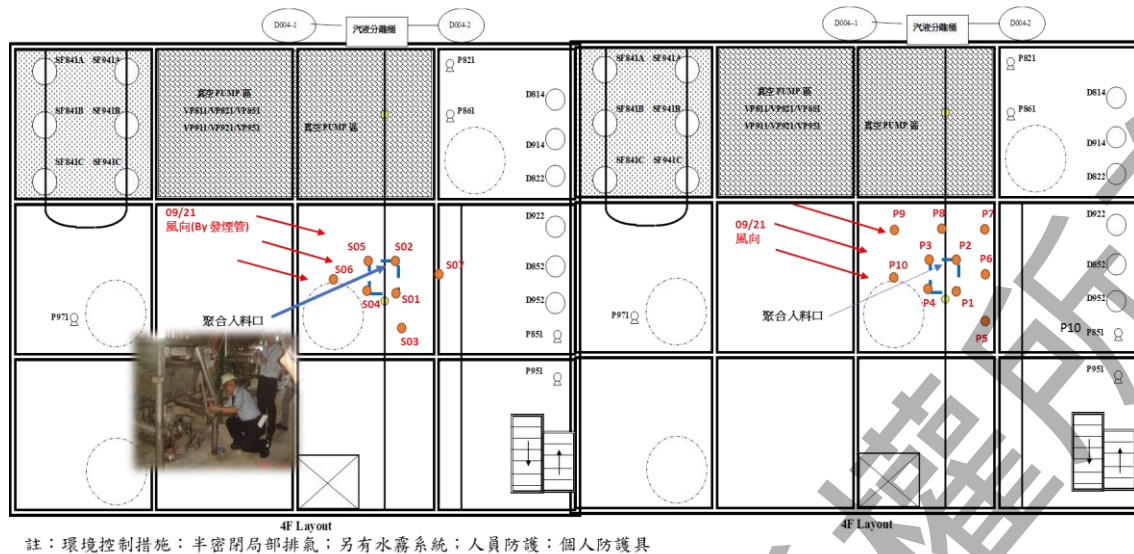 D004-1
汽液分離槽
D004-2
SF841A SF941A
SF841B SF941B
SF841C SF941C
真空PUMP區
VP811/VP821/VP851
VP911/VP921/VP951
真空PUMP 區
P821
P861
D814
D914
D822
09/21
風向(By 發煙管)
S05
S02
S06
S07
S04
S01
S03
聚合入料口
D922
D852
D952
P971
P851
P951
4F Layout
D004-1
汽液分離槽
D004-2
SF841A SF941A
SF841B SF941B
SF841C SF941C
真空PUMP區
VP811/VP821/VP851
VP911/VP921/VP951
真空PUMP 區
P821
P861
D814
D914
D822
09/21
風向
P9
P8
P7
P3
P2
P6
P10
P4
P1
P5
聚合入料口
D922
D852
D952
P971
P10
P851
P951
4F Layout
權所
註：環境控制措施：半密閉局部排氣；另有水霧系統；人員防護：個人防護具